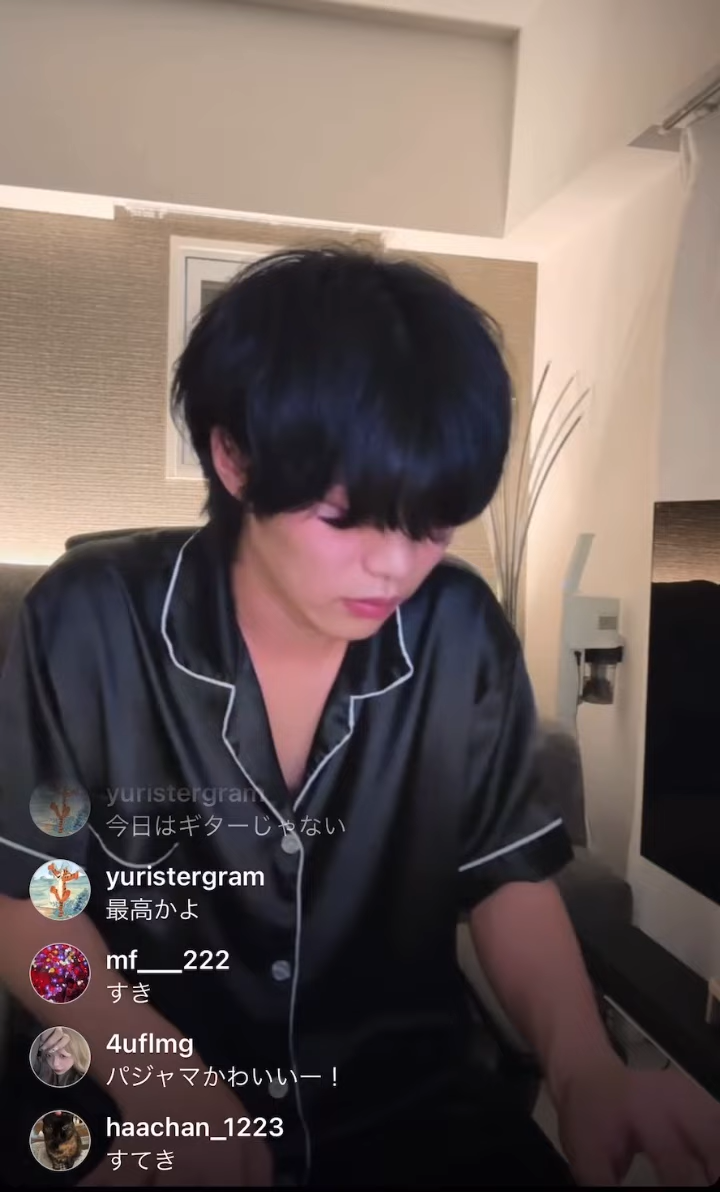 yuristergram
今日はギターじゃない
yuristergram
最高かよ
mf___222
すき
4uflmg
パジャマかわいいー！
haachan_1223
すてき